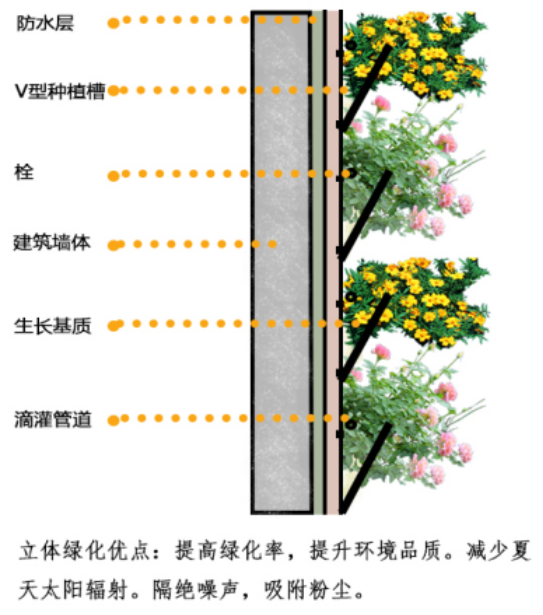 防水层
V型种植槽
栓
建筑墙体
生长基质
滴灌管道
立体绿化优点：提高绿化率，提升环境品质。减少夏
天太阳辐射。隔绝噪声，吸附粉尘。